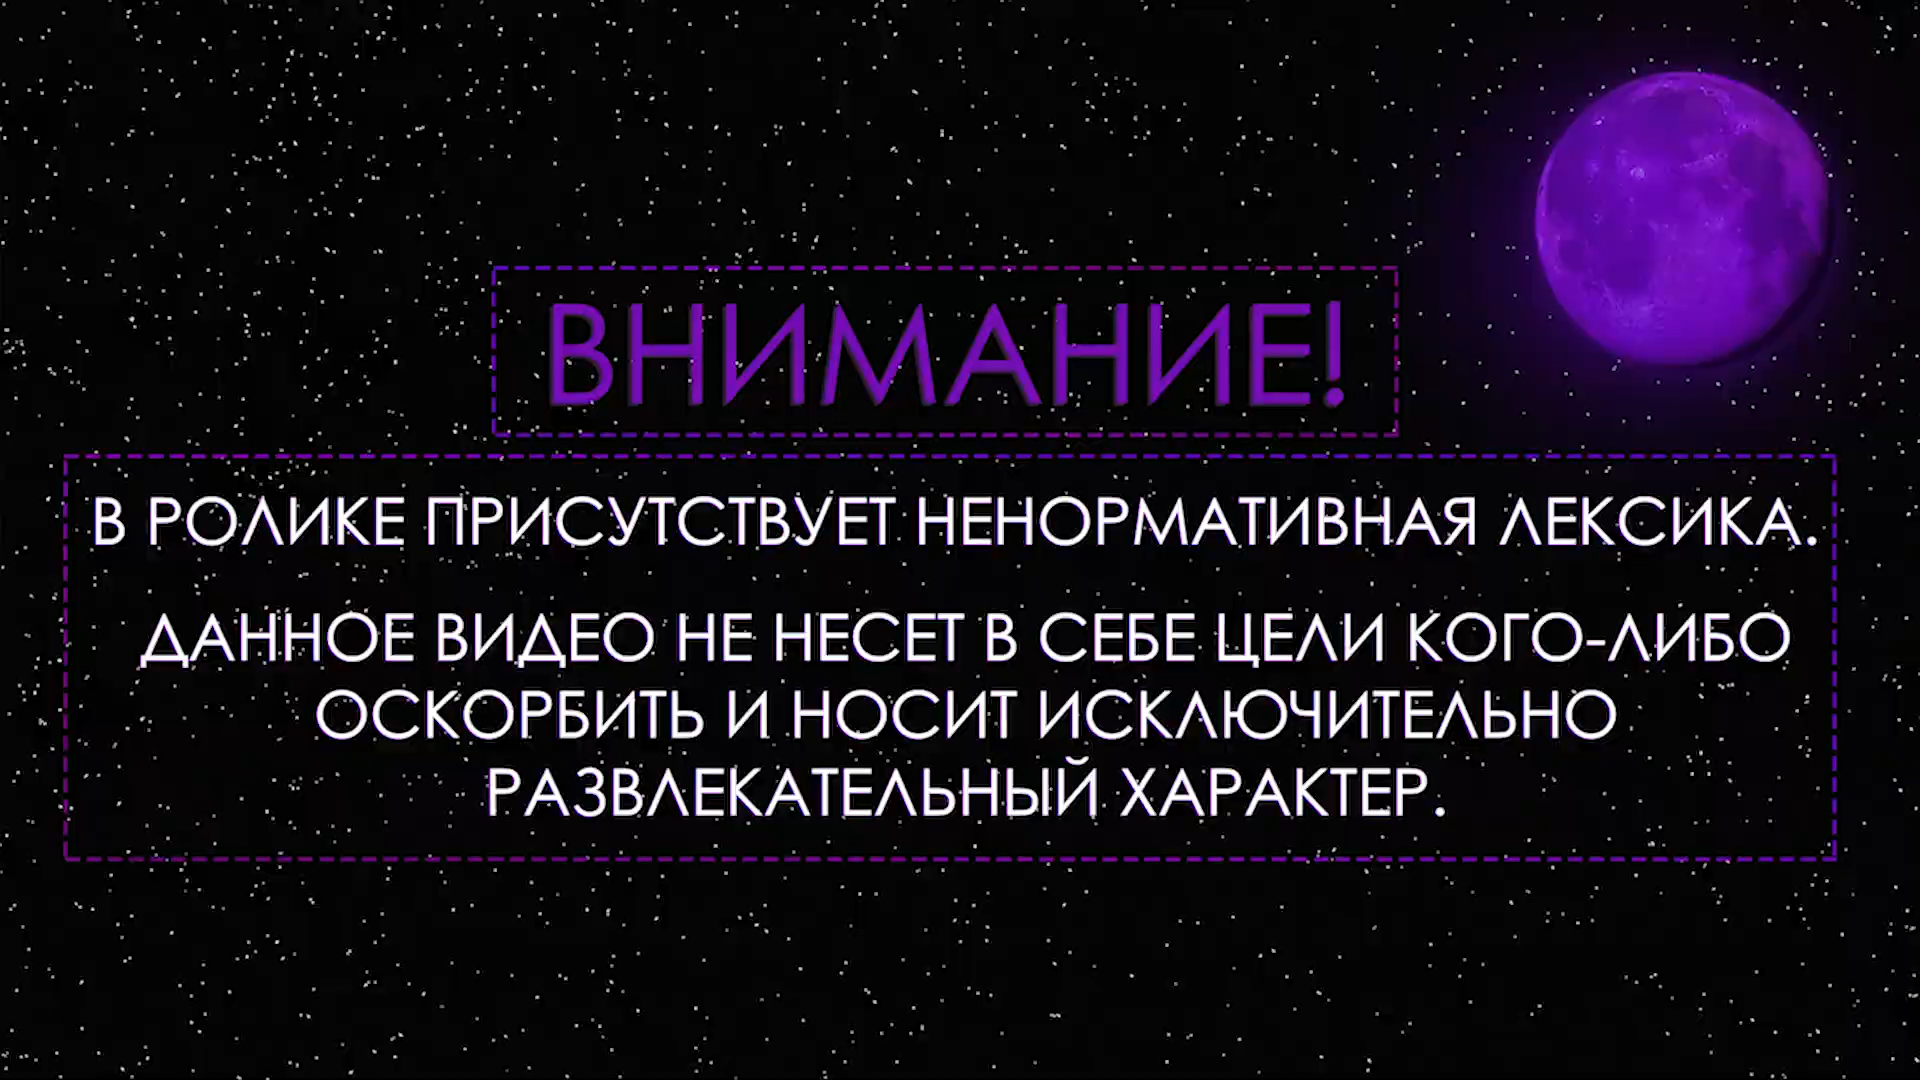 ВНИМАНИЕ!
В РОЛИКЕ ПРИСУТСТВУЕТ НЕНОРМАТИВНАЯ ЛЕКСИКА.
ДАННОЕ ВИДЕО НЕ НЕСЕТ В СЕБЕ ЦЕЛИ КОГО-ЛИБО
ОСКОРБИТЬ И НОСИТ ИСКЛЮЧИТЕЛЬНО
РАЗВЛЕКАТЕЛЬНЫЙ ХАРАКТЕР.